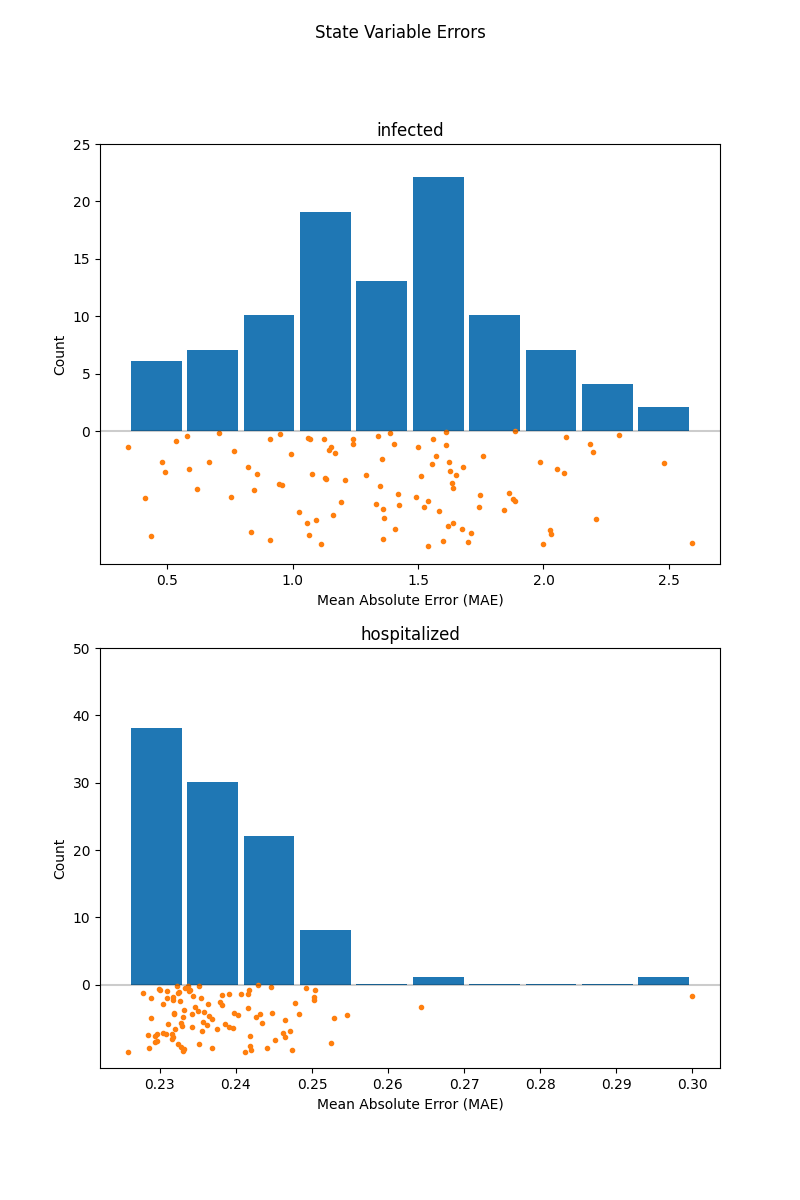 State Variable Errors
infected
25
20
15
10
5
0
Count
0.5 1.0 1.5 2.0 2.5
Mean Absolute Error (MAE)
hospitalized
50
40
30
20
10
0
Count
0.23 0.24 0.25 0.26 0.27 0.28 0.29 0.30
Mean Absolute Error (MAE)